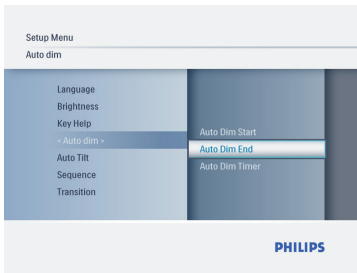 Setup Menu
Auto dim
Language
Brightness
Key Help
< Auto dim >
Auto Tilt
Sequence
Transition
Auto Dim Start
Auto Dim End
Auto Dim Timer
PHILIPS